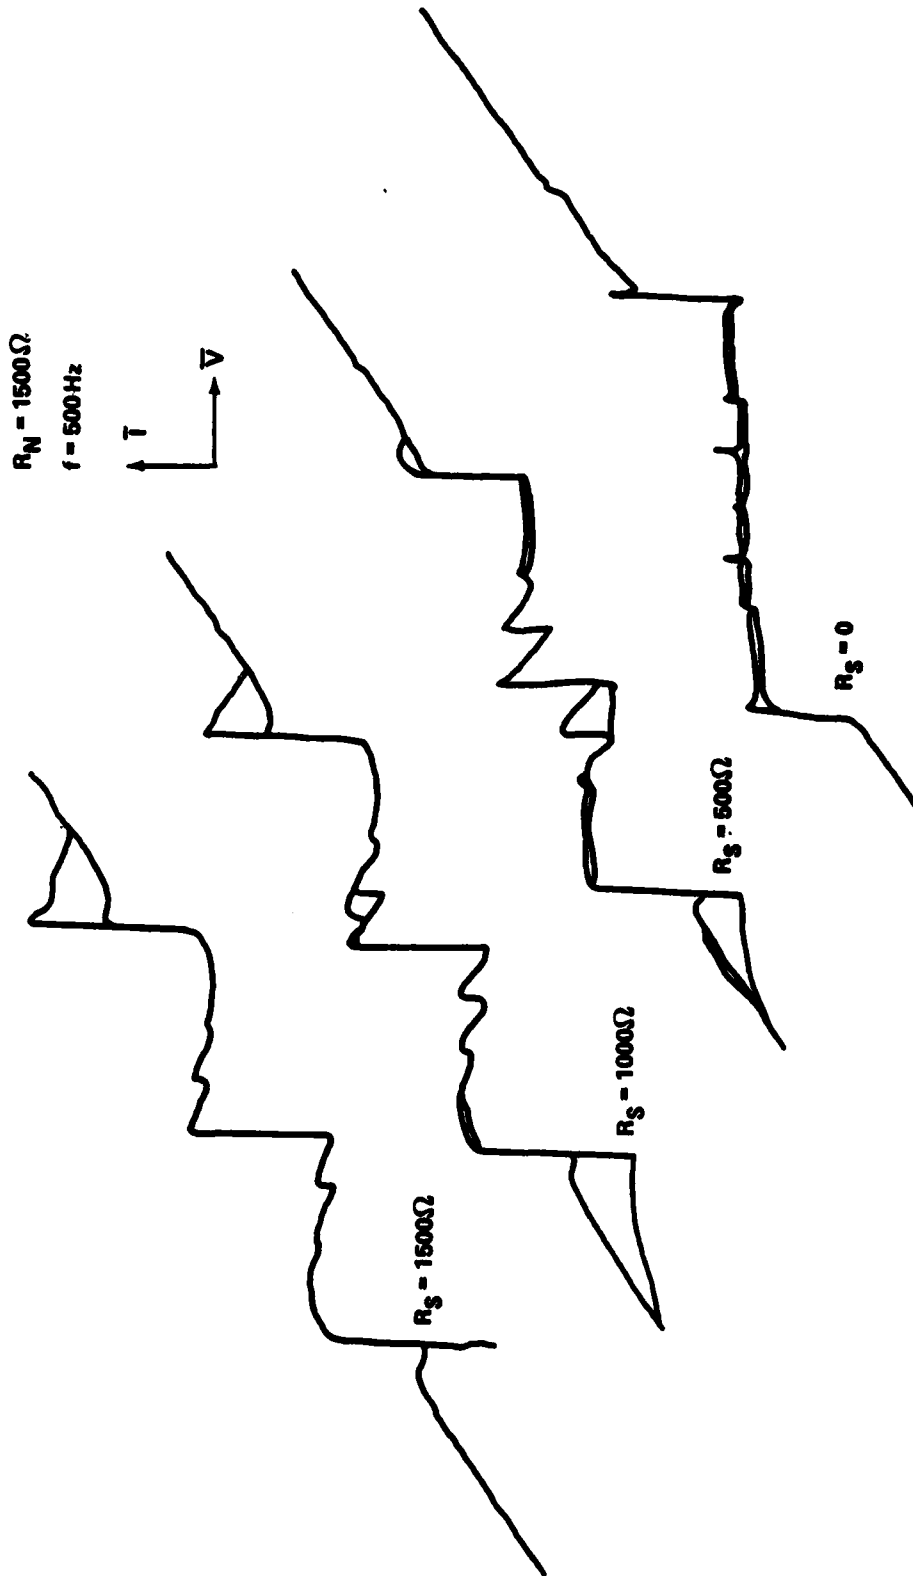 R_N = 1500Ω
f = 500 Hz
Ī
V̄
R_S = 1500Ω
R_S = 1000Ω
R_S = 500Ω
R_S = 0